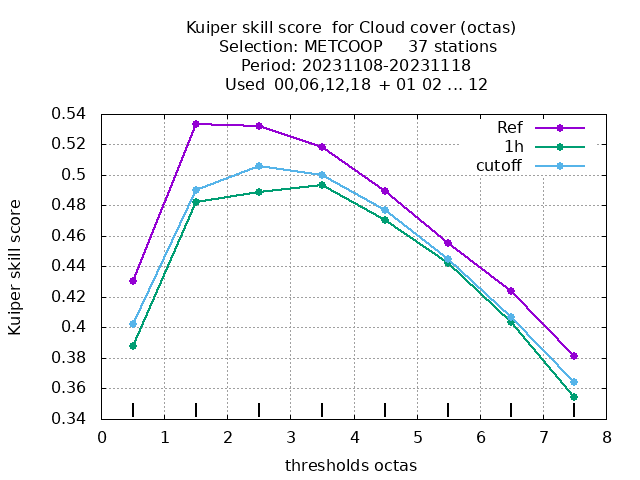 Kuiper skill score  for Cloud cover (octas)
Selection: METCOOP     37 stations
Period: 20231108-20231118
Used  00,06,12,18 + 01 02 ... 12
Ref
1h
cutoff
Kuiper skill score
0.54
0.52
0.5
0.48
0.46
0.44
0.42
0.4
0.38
0.36
0.34
0 1 2 3 4 5 6 7 8
thresholds octas